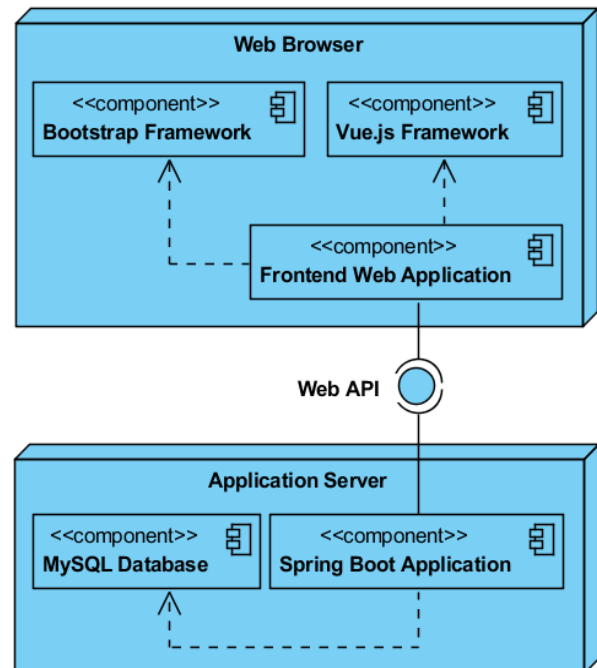 Web Browser
<<component>>
Bootstrap Framework
<<component>>
Vue.js Framework
<<component>>
Frontend Web Application
Web API
Application Server
<<component>>
MySQL Database
<<component>>
Spring Boot Application